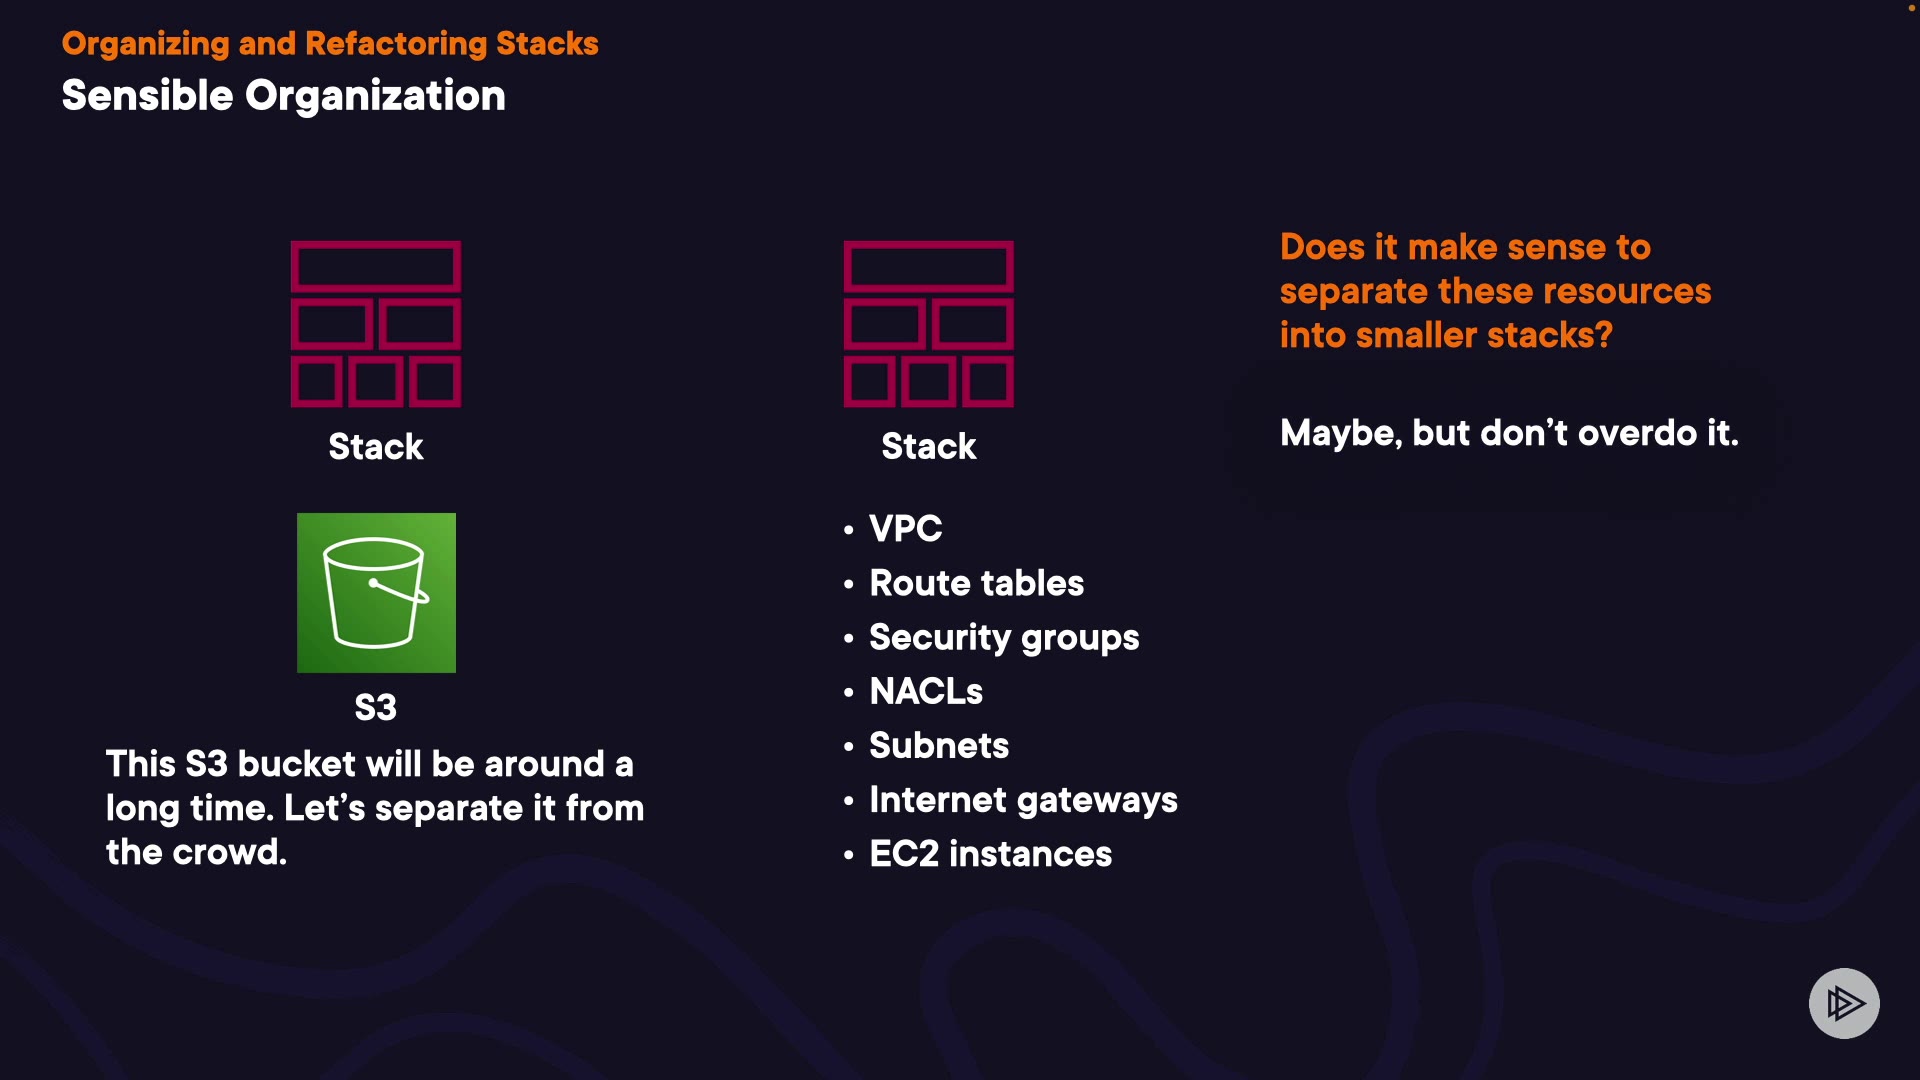 Organizing and Refactoring Stacks
Sensible Organization
Stack
S3
This S3 bucket will be around a
long time. Let’s separate it from
the crowd.
Stack
• VPC
• Route tables
• Security groups
• NACLs
• Subnets
• Internet gateways
• EC2 instances
Does it make sense to
separate these resources
into smaller stacks?
Maybe, but don’t overdo it.